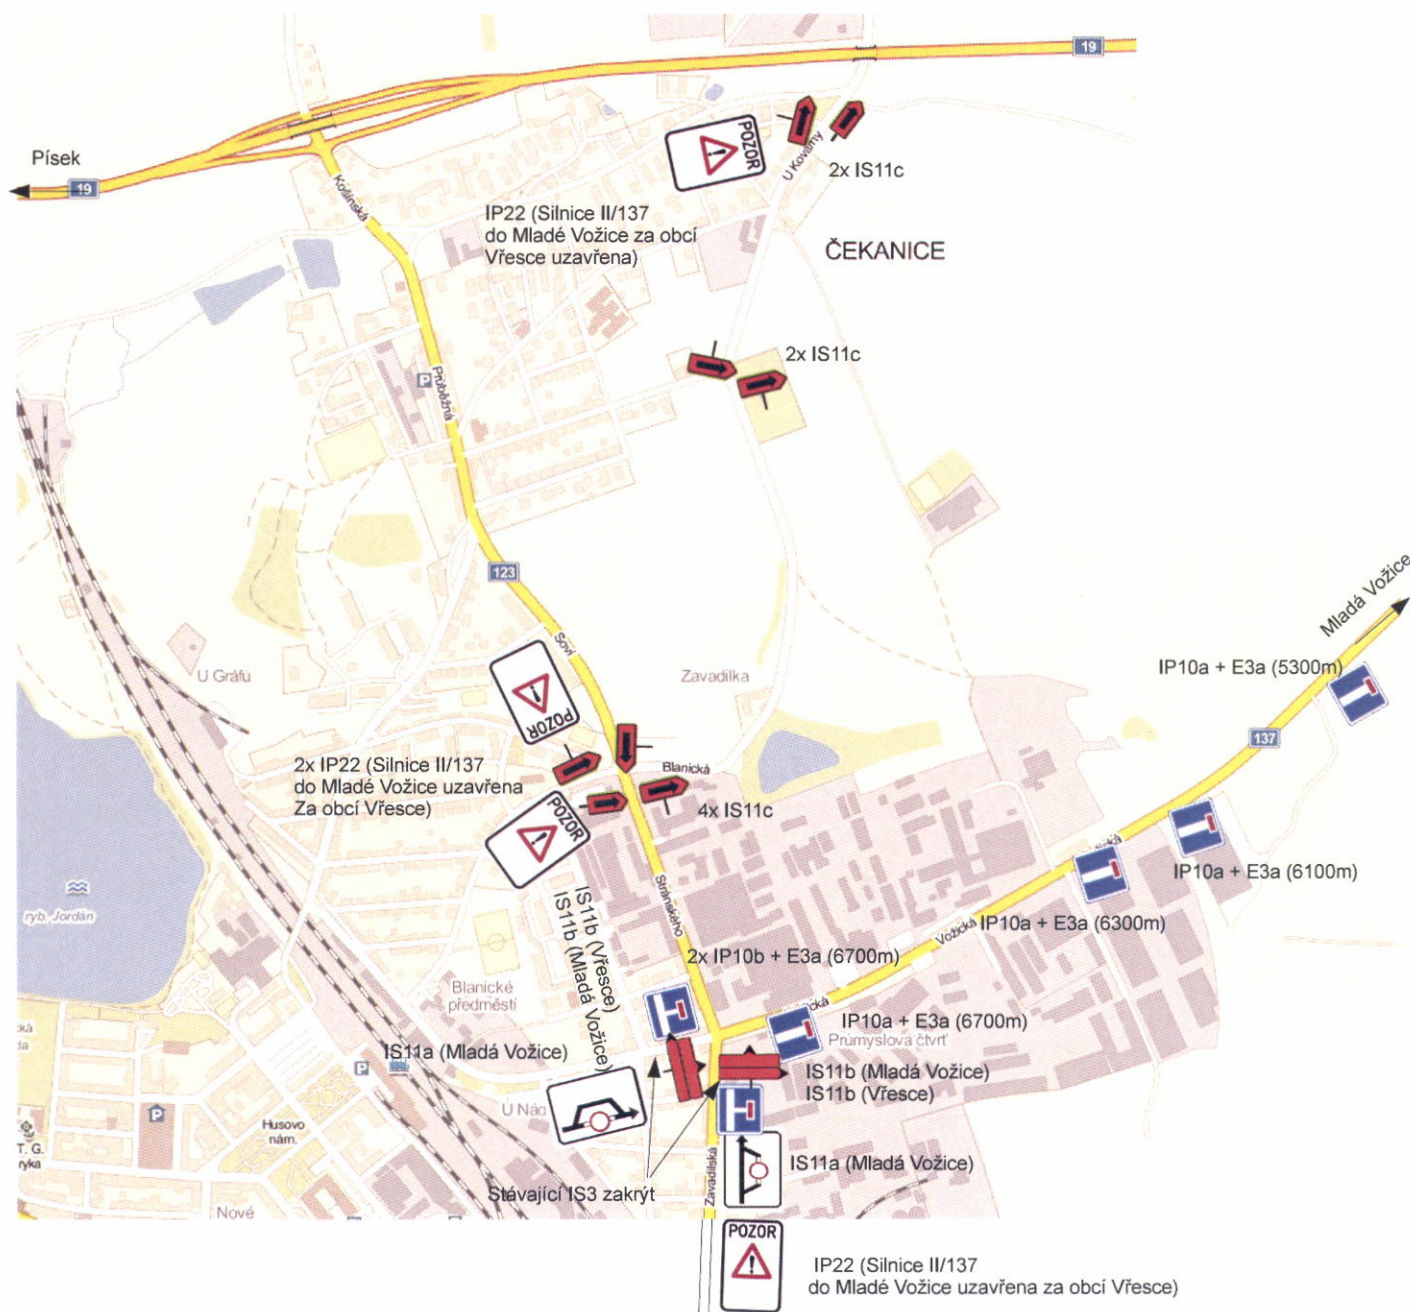 19
Písek
19
Košínská
POZOR
U Kovárny
2x IS11c
IP22 (Silnice II/137
do Mladé Vožice za obcí
Vřesce uzavřena)
ČEKANICE
2x IS11c
P
Průběžná
123
Soví
Mladá Vožice
IP10a + E3a (5300m)
U Gráfů
Zavadilka
POZOR
137
2x IP22 (Silnice II/137
do Mladé Vožice uzavřena
Za obcí Vřesce)
Blanická
4x IS11c
POZOR
IP10a + E3a (6100m)
ryb. Jordán
Stránského
IS11b (Vřesce)
IS11b (Mladá Vožice)
Vožická
IP10a + E3a (6300m)
2x IP10b + E3a (6700m)
Blanické
předměstí
IP10a + E3a (6700m)
Průmyslová čtvrť
IS11a (Mladá Vožice)
P
IS11b (Mladá Vožice)
IS11b (Vřesce)
U Nád
P
Husovo
nám.
T. G.
ryka
IS11a (Mladá Vožice)
Zavadilská
Stávající IS3 zakrýt
Nové
POZOR
IP22 (Silnice II/137
do Mladé Vožice uzavřena za obcí Vřesce)